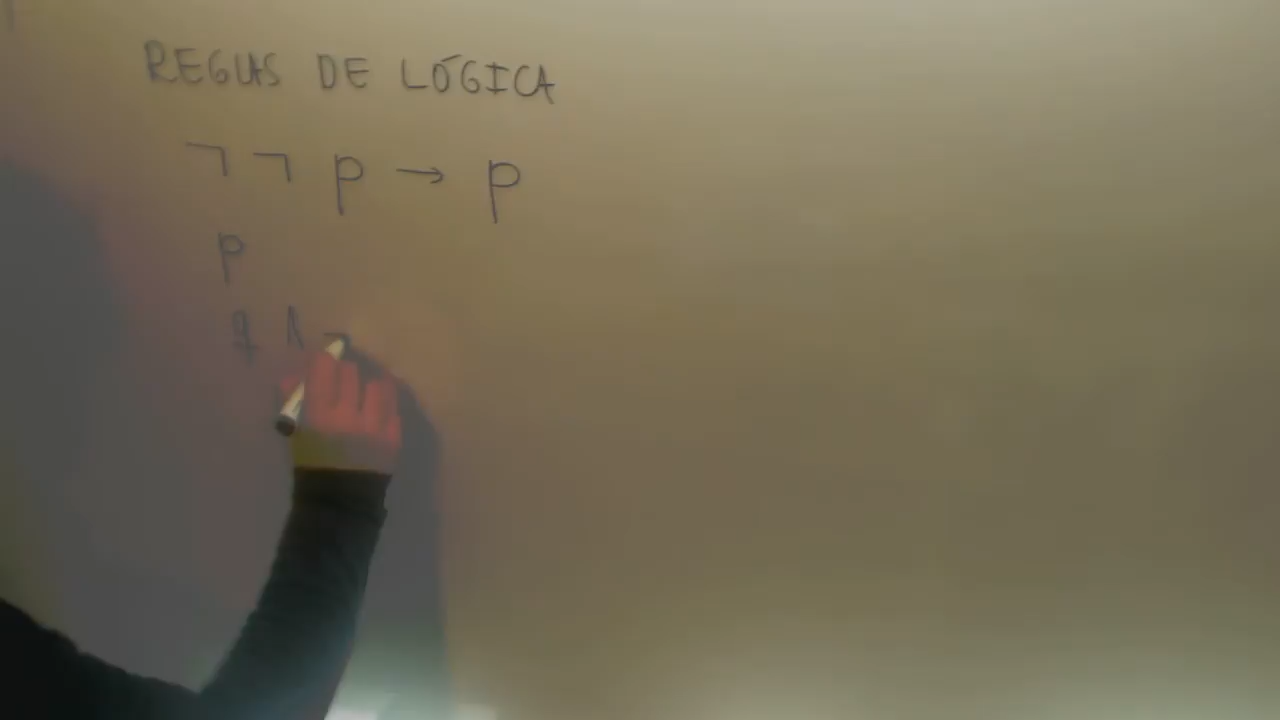 REGLAS DE LÓGICA
¬ ¬ p → p
p
q ∧ ¬